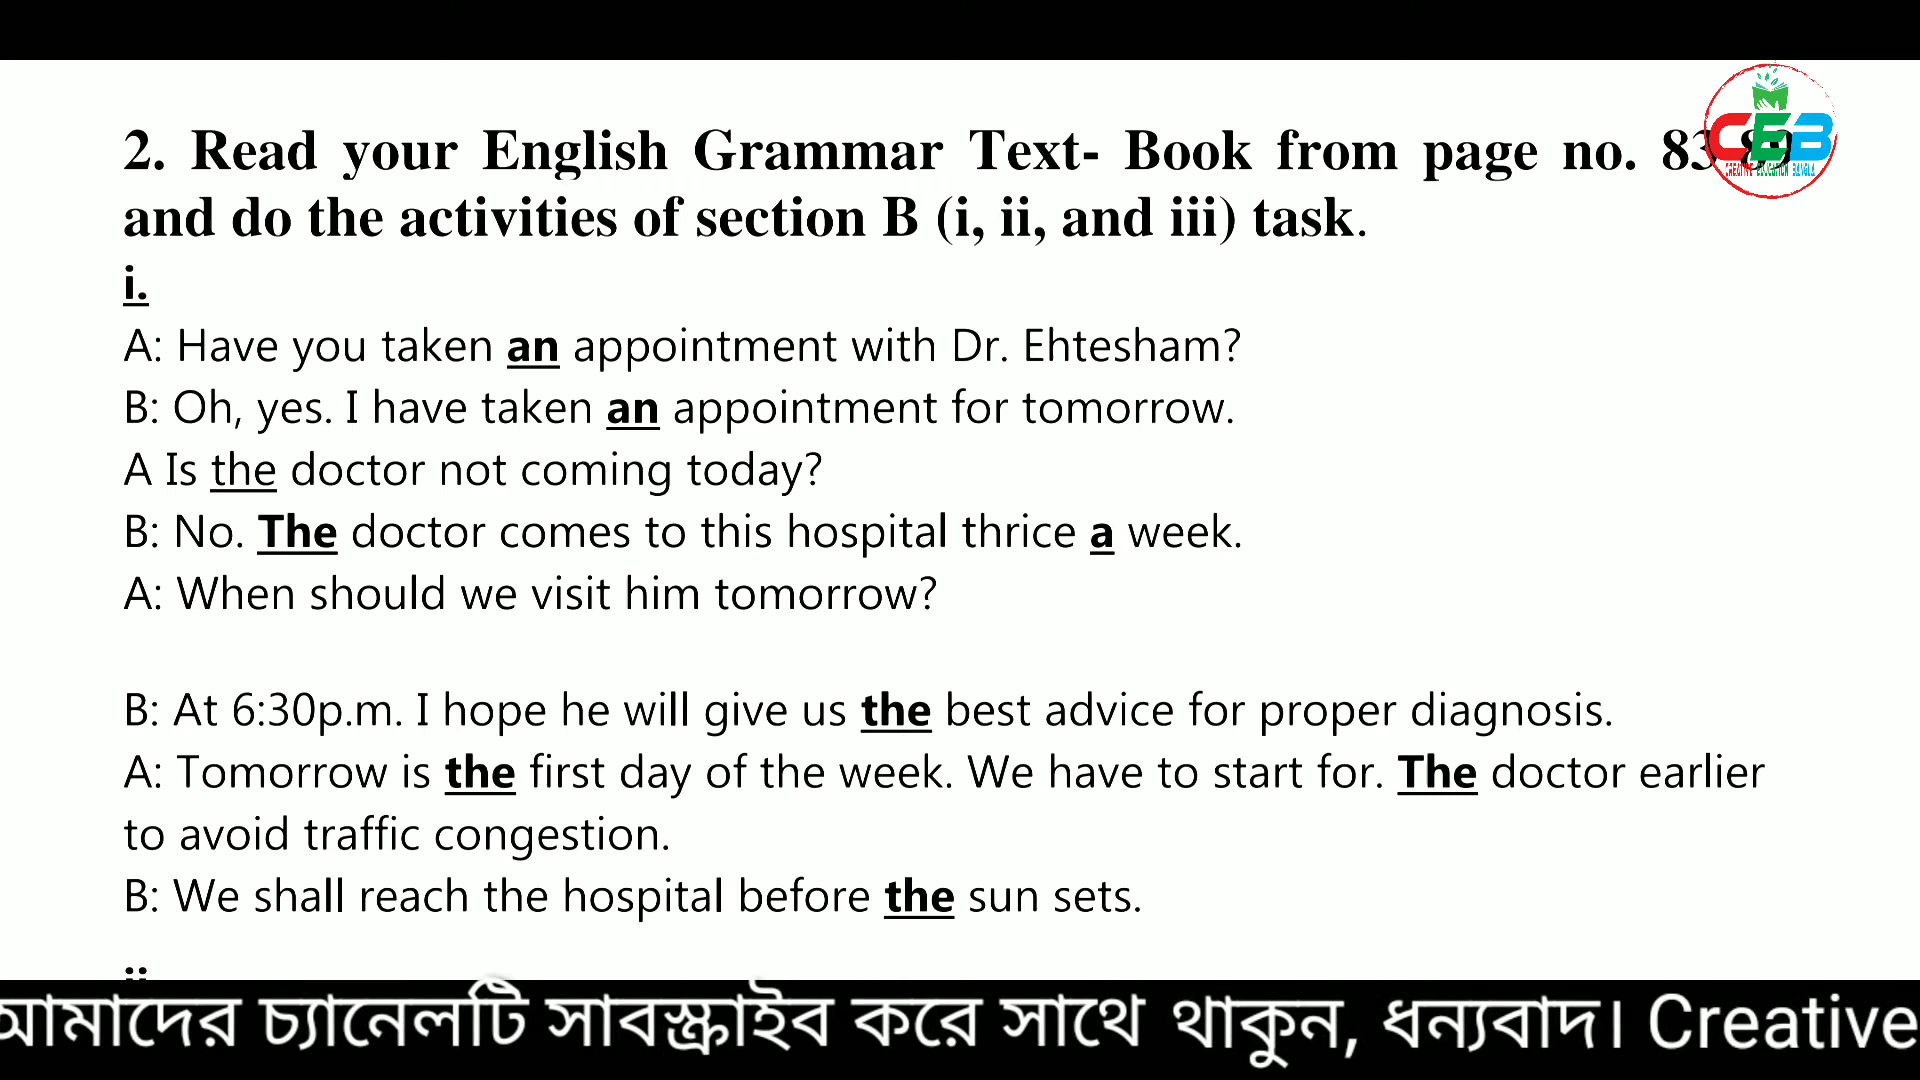 2. Read your English Grammar Text- Book from page no. 83 89
and do the activities of section B (i, ii, and iii) task.
i.
A: Have you taken an appointment with Dr. Ehtesham?
B: Oh, yes. I have taken an appointment for tomorrow.
A Is the doctor not coming today?
B: No. The doctor comes to this hospital thrice a week.
A: When should we visit him tomorrow?
B: At 6:30p.m. I hope he will give us the best advice for proper diagnosis.
A: Tomorrow is the first day of the week. We have to start for. The doctor earlier
to avoid traffic congestion.
B: We shall reach the hospital before the sun sets.
CEB
CREATIVE EDUCATION BANGLA
আমাদের চ্যানেলটি সাবস্ক্রাইব করে সাথে থাকুন, ধন্যবাদ। Creative